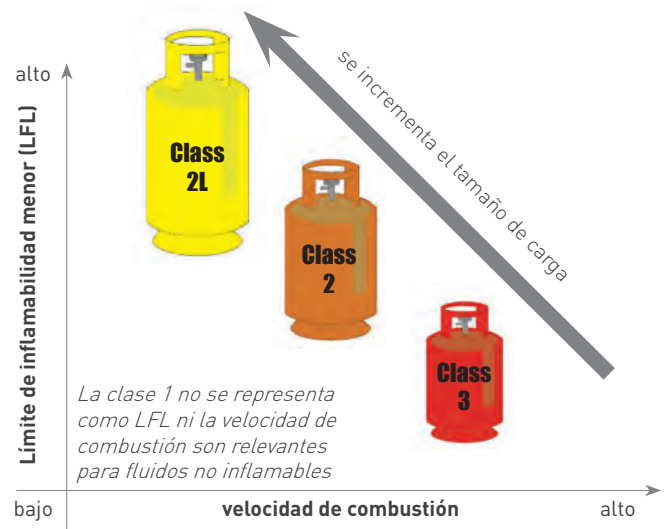 alto
Límite de inflamabilidad menor (LFL)
Class
2L
se incrementa el tamaño de carga
Class
2
Class
3
La clase 1 no se representa
como LFL ni la velocidad de
combustión son relevantes
para fluidos no inflamables
bajo
velocidad de combustión
alto